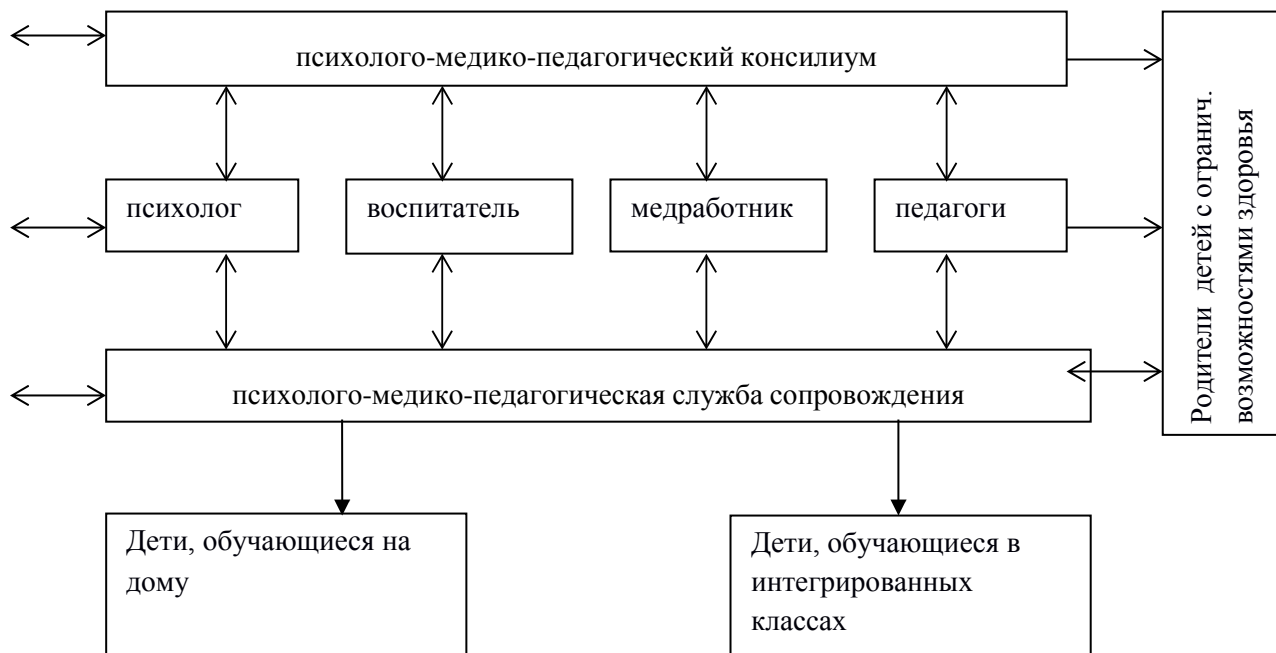 психолого-медико-педагогический консилиум
психолог
воспитатель
медработник
педагоги
Родители детей с огранич.
возможностями здоровья
психолого-медико-педагогическая служба сопровождения
Дети, обучающиеся на
дому
Дети, обучающиеся в
интегрированных
классах